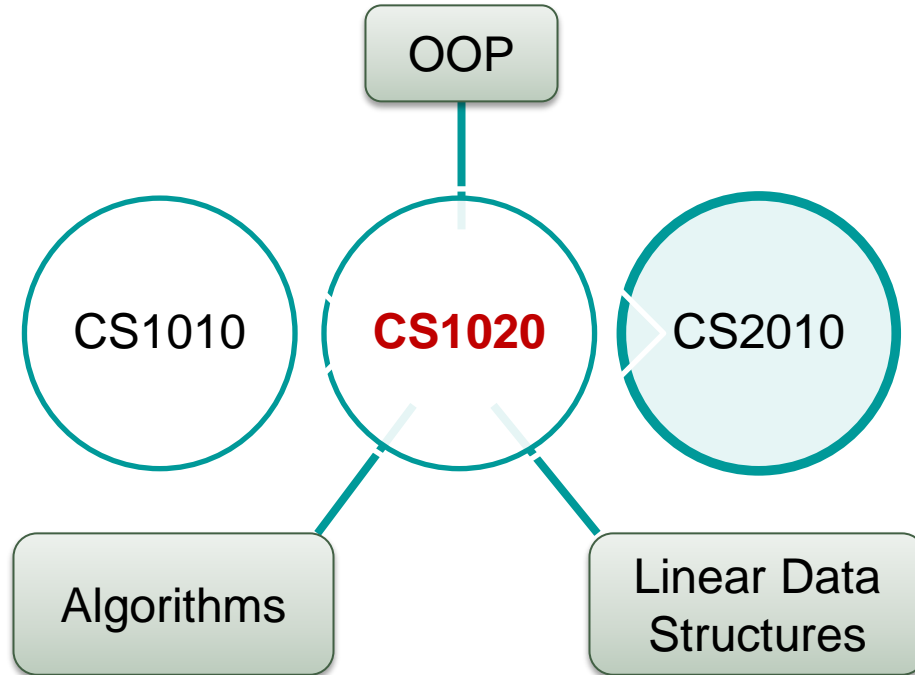 OOP
CS1010
CS1020
CS2010
Algorithms
Linear Data
Structures